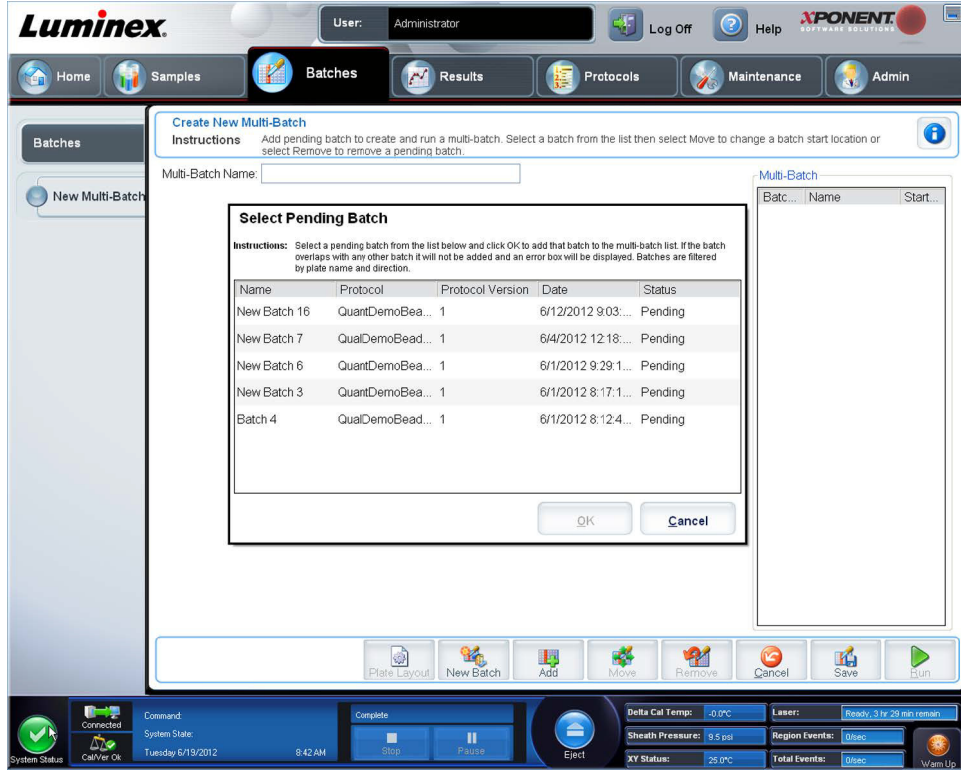 Luminex.
User: Administrator
Log Off
Help
XPONENT.
SOFTWARE SOLUTIONS
Home
Samples
Batches
Results
Protocols
Maintenance
Admin
Batches
New Multi-Batch
Create New Multi-Batch
Instructions Add pending batch to create and run a multi-batch. Select a batch from the list then select Move to change a batch start location or
select Remove to remove a pending batch.
Multi-Batch Name:
Multi-Batch
Batc... Name Start...
Select Pending Batch
Instructions: Select a pending batch from the list below and click OK to add that batch to the multi-batch list. If the batch
overlaps with any other batch it will not be added and an error box will be displayed. Batches are filtered
by plate name and direction.
Name Protocol Protocol Version Date Status
New Batch 16 QuantDemoBea... 1 6/12/2012 9:03:... Pending
New Batch 7 QualDemoBead... 1 6/4/2012 12:18:... Pending
New Batch 6 QuantDemoBea... 1 6/1/2012 9:29:1... Pending
New Batch 3 QuantDemoBea... 1 6/1/2012 8:17:1... Pending
Batch 4 QualDemoBead... 1 6/1/2012 8:12:4... Pending
OK
Cancel
Plate Layout
New Batch
Add
Move
Remove
Cancel
Save
Run
System Status
Connected
Cal/Ver Ok
Command:
System State:
Tuesday 6/19/2012 8:42 AM
Complete
Stop
Pause
Eject
Delta Cal Temp: -0.0°C
Sheath Pressure: 9.5 psi
XY Status: 25.0°C
Laser: Ready, 3 hr 29 min remain
Region Events: 0/sec
Total Events: 0/sec
Warm Up